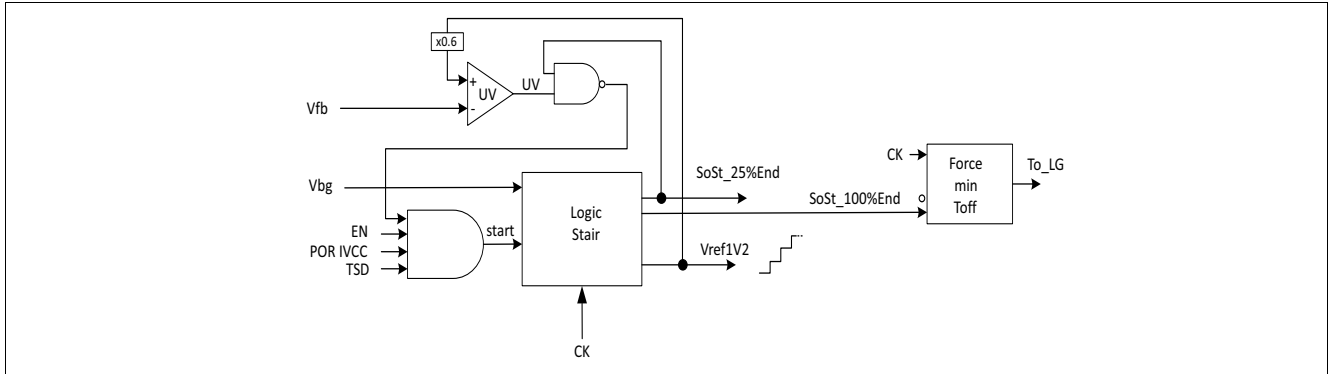 x0.6
+
UV
-
UV
Vfb
Vbg
EN
POR IVCC
TSD
start
Logic
Stair
CK
SoSt_25%End
SoSt_100%End
Vref1V2
CK
Force
min
Toff
To_LG